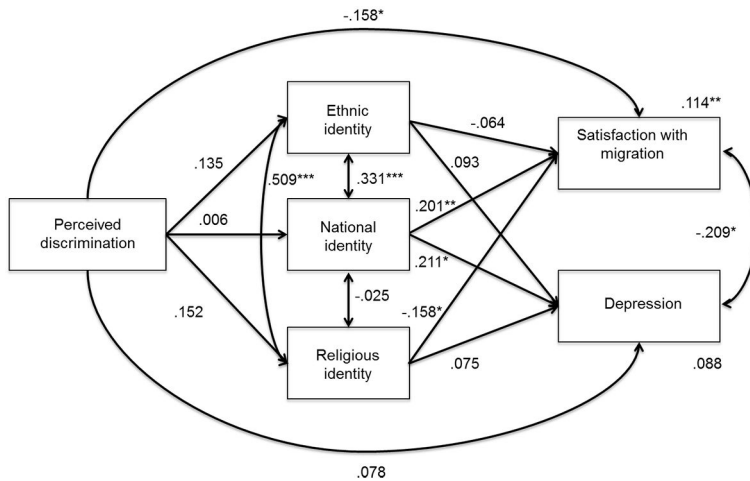 -.158*
.114**
Ethnic
identity
-.064
Satisfaction with
migration
.135
.093
.509***
.331***
Perceived
discrimination
.006
National
identity
.201**
.211*
-.209*
-.025
-.158*
Depression
.152
Religious
identity
.075
.088
.078